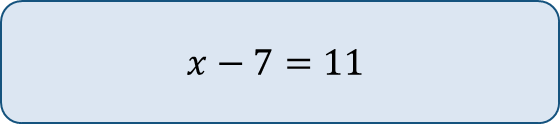 x − 7 = 11